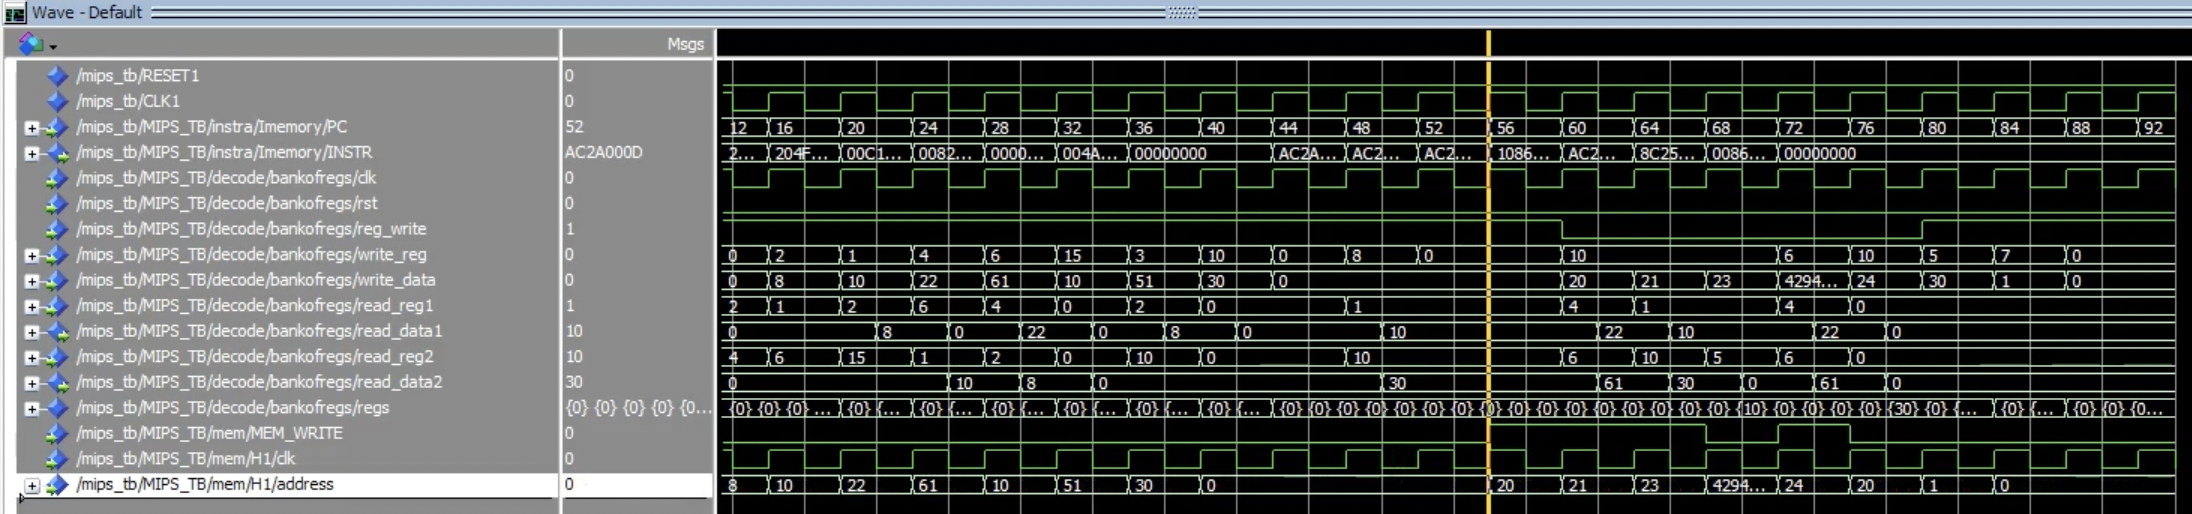 Wave - Default
Msgs
/mips_tb/RESET1 0
/mips_tb/CLK1 0
/mips_tb/MIPS_TB/instra/Imemory/PC 52 12 16 20 24 28 32 36 40 44 48 52 56 60 64 68 72 76 80 84 88 92
/mips_tb/MIPS_TB/instra/Imemory/INSTR AC2A000D 2... 204F... 00C1... 0082... 0000... 004A... 00000000 AC2A... AC2... AC2... 1086... AC2... 8C25... 0086... 00000000
/mips_tb/MIPS_TB/decode/bankofregs/clk 0
/mips_tb/MIPS_TB/decode/bankofregs/rst 0
/mips_tb/MIPS_TB/decode/bankofregs/reg_write 1
/mips_tb/MIPS_TB/decode/bankofregs/write_reg 0 0 2 1 4 6 15 3 10 0 8 0 10 6 10 5 7 0
/mips_tb/MIPS_TB/decode/bankofregs/write_data 0 0 8 10 22 61 10 51 30 0 20 21 23 4294... 24 30 1 0
/mips_tb/MIPS_TB/decode/bankofregs/read_reg1 1 2 1 2 6 4 0 2 0 1 4 1 4 0
/mips_tb/MIPS_TB/decode/bankofregs/read_data1 10 0 8 0 22 0 8 0 10 22 10 22 0
/mips_tb/MIPS_TB/decode/bankofregs/read_reg2 10 4 6 15 1 2 0 10 0 10 6 10 5 6 0
/mips_tb/MIPS_TB/decode/bankofregs/read_data2 30 0 10 8 0 30 61 30 0 61 0
/mips_tb/MIPS_TB/decode/bankofregs/regs {0} {0} {0} {0} {0... {0} {0} {0} ... {0} {... {0} {... {0} {... {0} {... {0} {... {0} {... {0} {0} {0} {0} {0} {0} {0} {0} {0} {0} {0} {0} {0} {10} {0} {0} {0} {0} {30} {0} {... {0} {... {0} {0} {0...
/mips_tb/MIPS_TB/mem/MEM_WRITE 0
/mips_tb/MIPS_TB/mem/H1/clk 0
/mips_tb/MIPS_TB/mem/H1/address 0 8 10 22 61 10 51 30 0 20 21 23 4294... 24 20 1 0